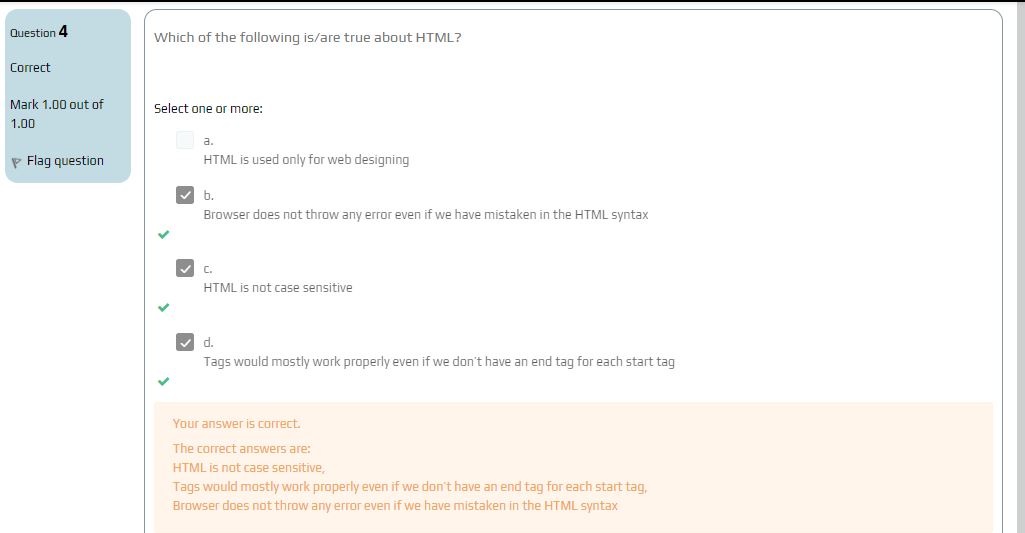 Question 4
Correct
Mark 1.00 out of
1.00
Flag question
Which of the following is/are true about HTML?
Select one or more:
a.
HTML is used only for web designing
b.
Browser does not throw any error even if we have mistaken in the HTML syntax
c.
HTML is not case sensitive
d.
Tags would mostly work properly even if we don't have an end tag for each start tag
Your answer is correct.
The correct answers are:
HTML is not case sensitive,
Tags would mostly work properly even if we don't have an end tag for each start tag,
Browser does not throw any error even if we have mistaken in the HTML syntax